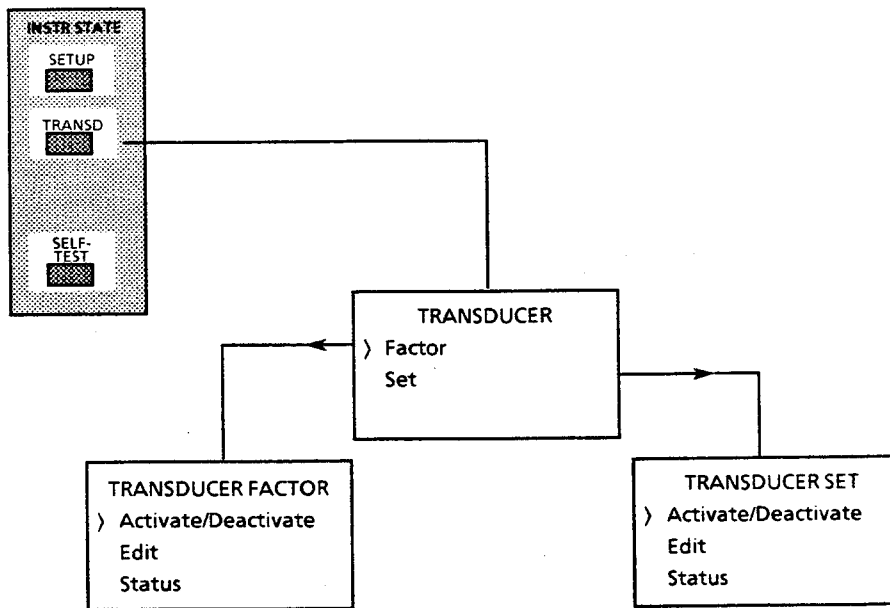 INSTR STATE
SETUP
TRANSD
SELF-
TEST
TRANSDUCER
⟩ Factor
Set
TRANSDUCER FACTOR
⟩ Activate/Deactivate
Edit
Status
TRANSDUCER SET
⟩ Activate/Deactivate
Edit
Status